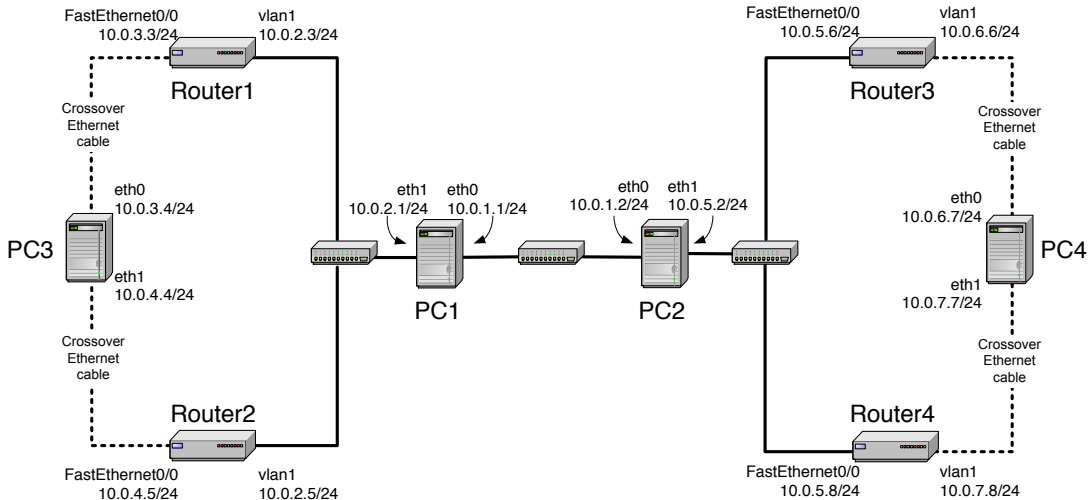 FastEthernet0/0
10.0.3.3/24
vlan1
10.0.2.3/24
Router1
FastEthernet0/0
10.0.5.6/24
vlan1
10.0.6.6/24
Router3
Crossover
Ethernet
cable
Crossover
Ethernet
cable
eth0
10.0.3.4/24
PC3
eth1
10.0.4.4/24
eth1
10.0.2.1/24
eth0
10.0.1.1/24
PC1
eth0
10.0.1.2/24
eth1
10.0.5.2/24
PC2
eth0
10.0.6.7/24
PC4
eth1
10.0.7.7/24
Crossover
Ethernet
cable
Crossover
Ethernet
cable
Router2
FastEthernet0/0
10.0.4.5/24
vlan1
10.0.2.5/24
Router4
FastEthernet0/0
10.0.5.8/24
vlan1
10.0.7.8/24